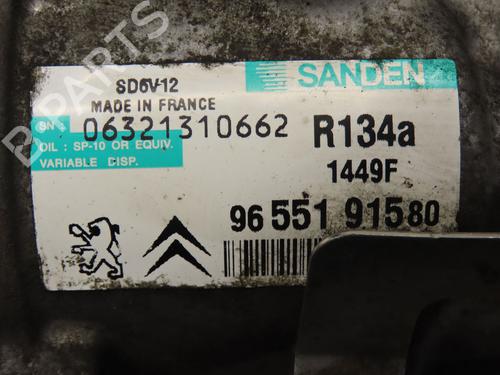 SD6V12
SANDEN
MADE IN FRANCE
SN 06321310662
R134a
OIL : SP-10 OR EQUIV.
VARIABLE DISP.
1449F
96 551 915 80
B PARTS